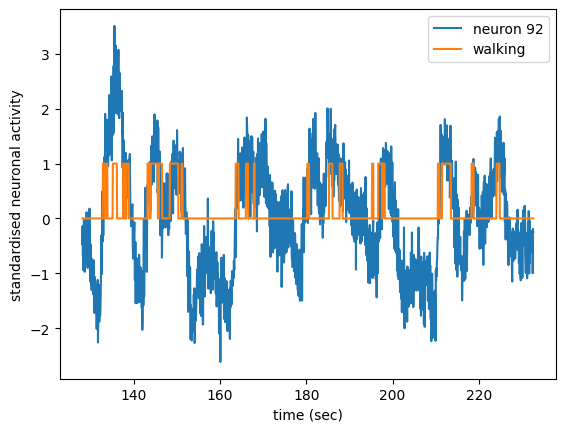 neuron 92
walking
standardised neuronal activity
3
2
1
0
−1
−2
140
160
180
200
220
time (sec)